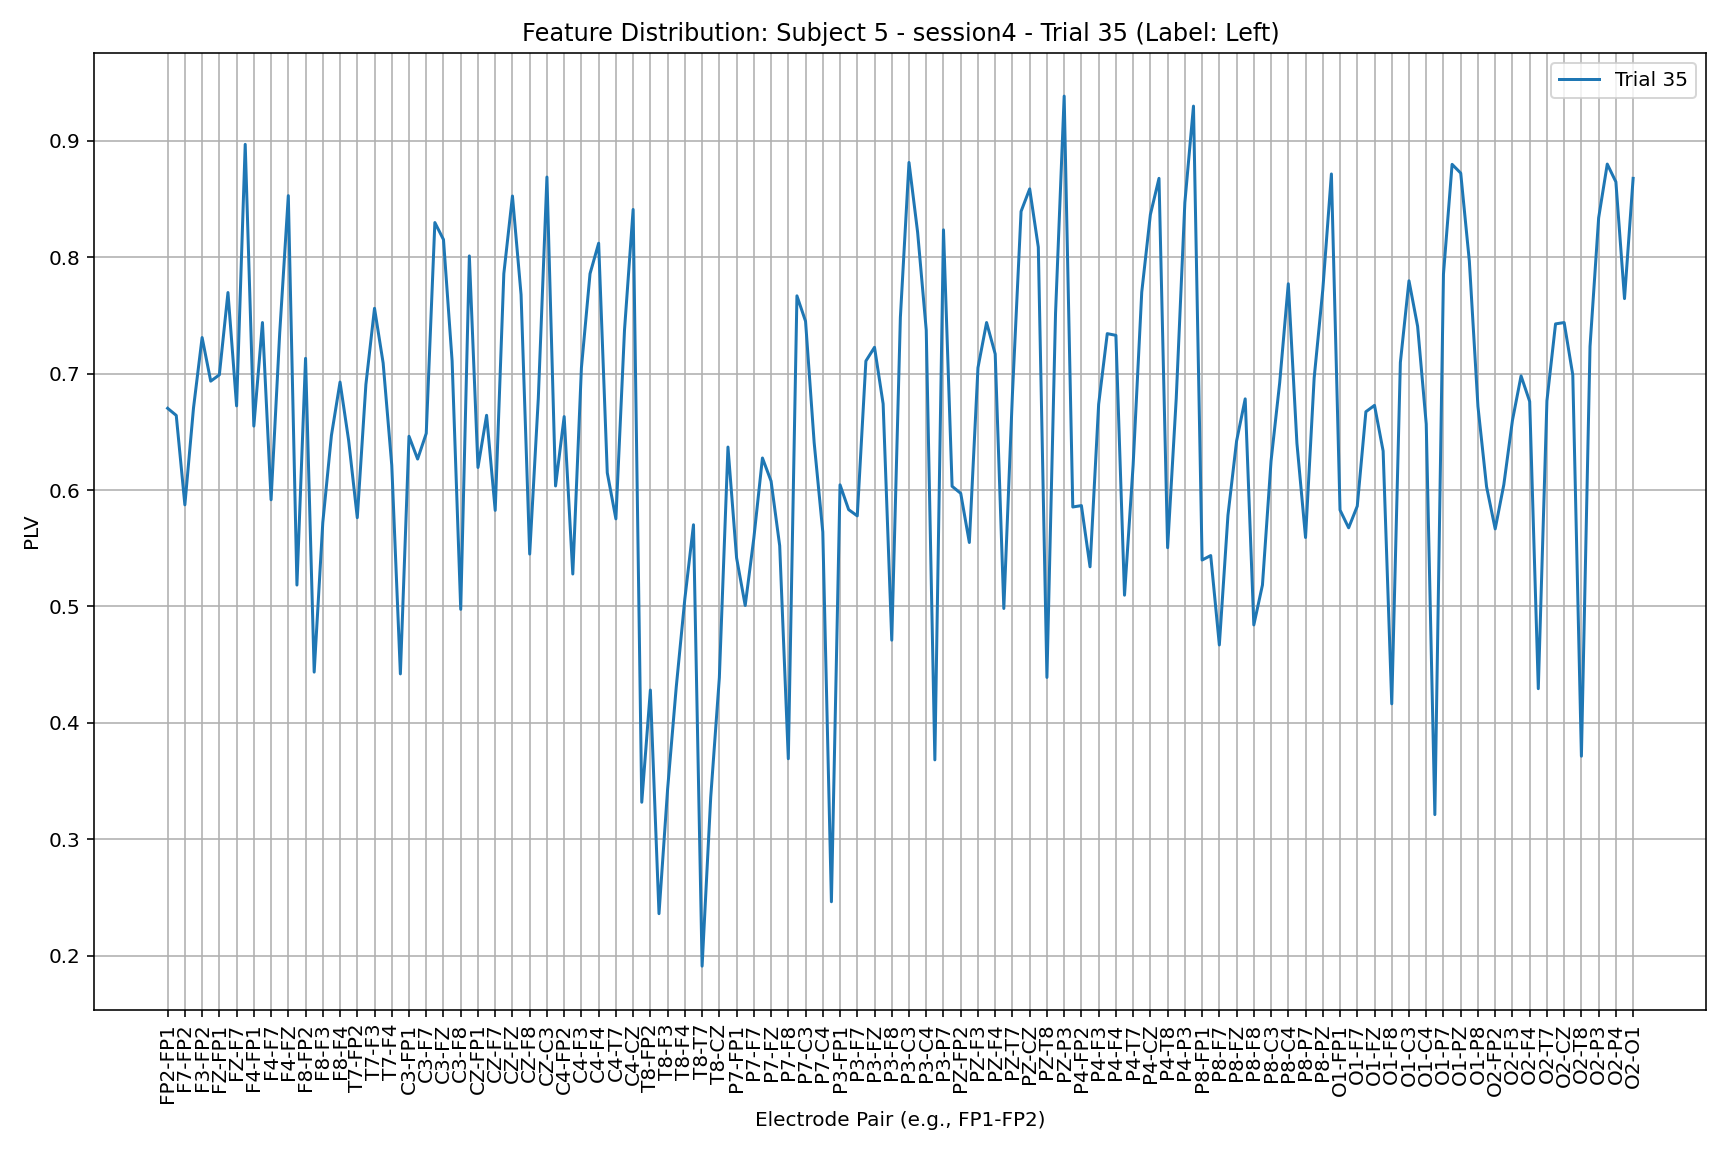 Feature Distribution: Subject 5 - session4 - Trial 35 (Label: Left)
Trial 35
0.9
0.8
0.7
0.6
0.5
0.4
0.3
0.2
PLV
FP2-FP1
F7-FP2
F3-FP2
FZ-FP1
FZ-F7
F4-FP1
F4-F7
F4-FZ
F8-FP2
F8-F3
F8-F4
T7-FP2
T7-F3
T7-F4
C3-FP1
C3-F7
C3-FZ
C3-F8
CZ-FP1
CZ-F7
CZ-FZ
CZ-F8
CZ-C3
C4-FP2
C4-F3
C4-F4
C4-T7
C4-CZ
T8-FP2
T8-F3
T8-F4
T8-T7
T8-CZ
P7-FP1
P7-F7
P7-FZ
P7-F8
P7-C3
P7-C4
P3-FP1
P3-F7
P3-FZ
P3-F8
P3-C3
P3-C4
P3-P7
PZ-FP2
PZ-F3
PZ-F4
PZ-T7
PZ-CZ
PZ-T8
PZ-P3
P4-FP2
P4-F3
P4-F4
P4-T7
P4-CZ
P4-T8
P4-P3
P8-FP1
P8-F7
P8-FZ
P8-F8
P8-C3
P8-C4
P8-P7
P8-PZ
O1-FP1
O1-F7
O1-FZ
O1-F8
O1-C3
O1-C4
O1-P7
O1-PZ
O1-P8
O2-FP2
O2-F3
O2-F4
O2-T7
O2-CZ
O2-T8
O2-P3
O2-P4
O2-O1
Electrode Pair (e.g., FP1-FP2)